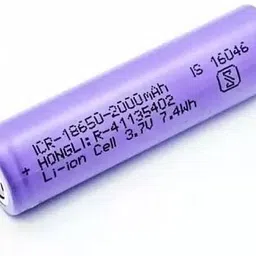 IS 16046
ICR-18650-2000mAh
HONGLI: R-41135402
Li-ion Cell 3.7V 7.4Wh
+